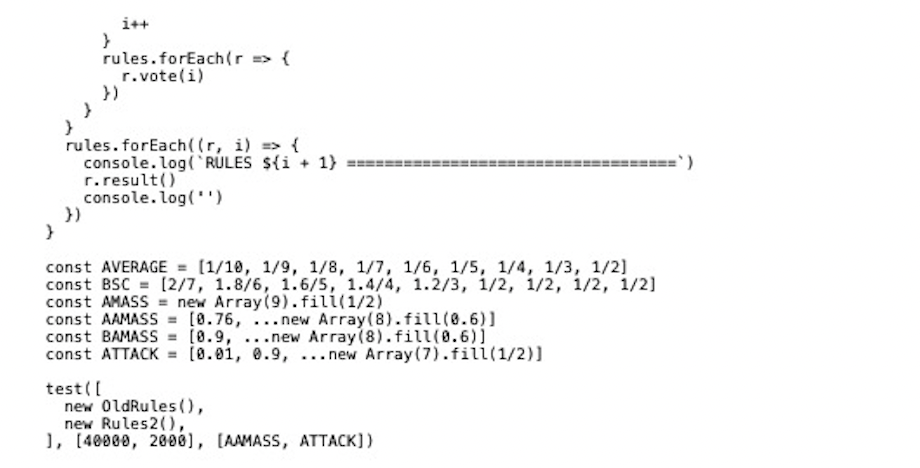 i++
}
rules.forEach(r => {
r.vote(i)
})
}
}
rules.forEach((r, i) => {
console.log(`RULES ${i + 1} ===================================`)
r.result()
console.log('')
})
}
const AVERAGE = [1/10, 1/9, 1/8, 1/7, 1/6, 1/5, 1/4, 1/3, 1/2]
const BSC = [2/7, 1.8/6, 1.6/5, 1.4/4, 1.2/3, 1/2, 1/2, 1/2, 1/2]
const AMASS = new Array(9).fill(1/2)
const AAMASS = [0.76, ...new Array(8).fill(0.6)]
const BAMASS = [0.9, ...new Array(8).fill(0.6)]
const ATTACK = [0.01, 0.9, ...new Array(7).fill(1/2)]
test([
new OldRules(),
new Rules2(),
], [40000, 2000], [AAMASS, ATTACK])